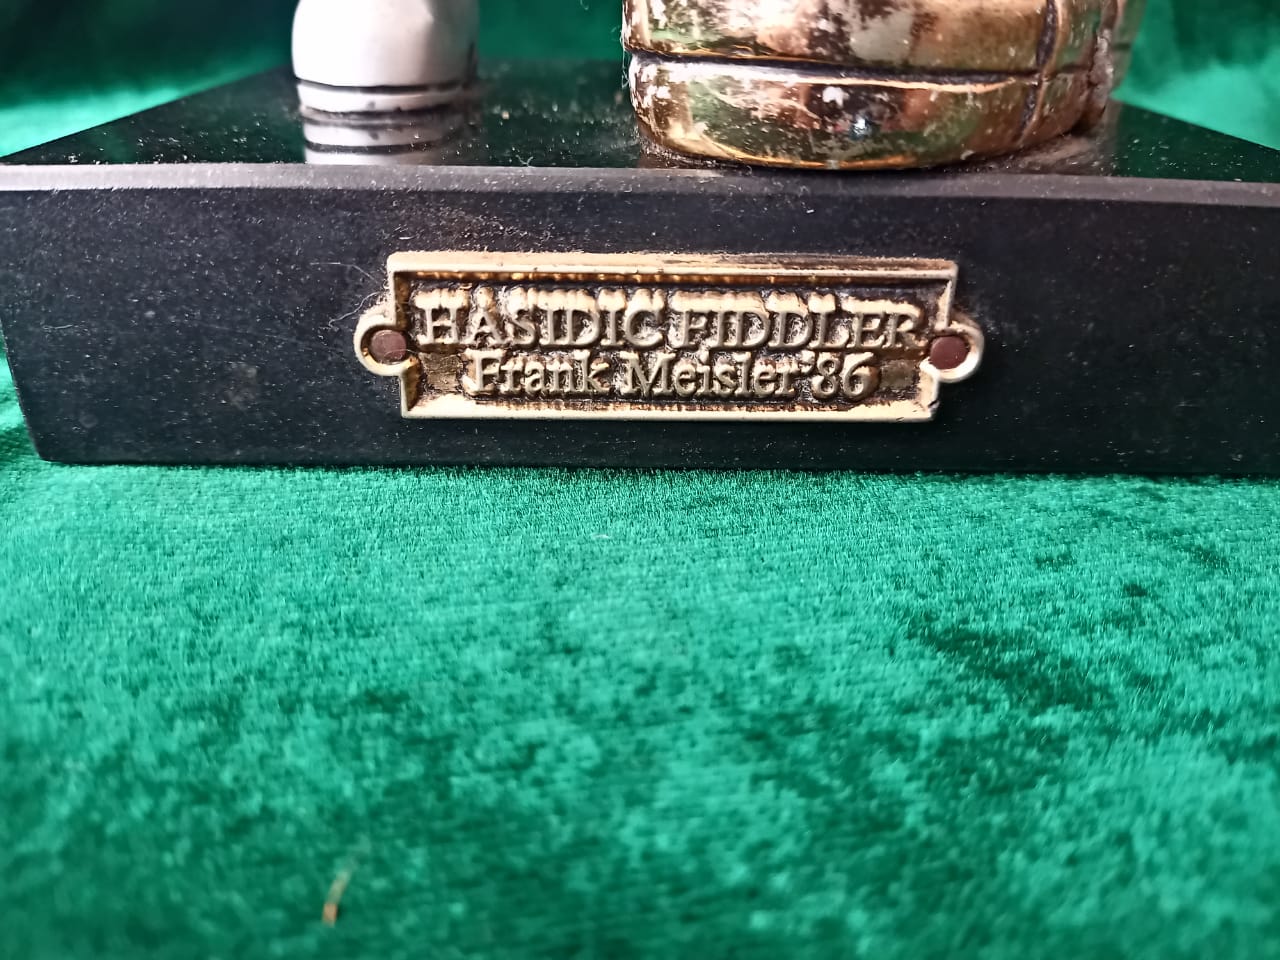 HASIDIC FIDDLER
Frank Meisler'86